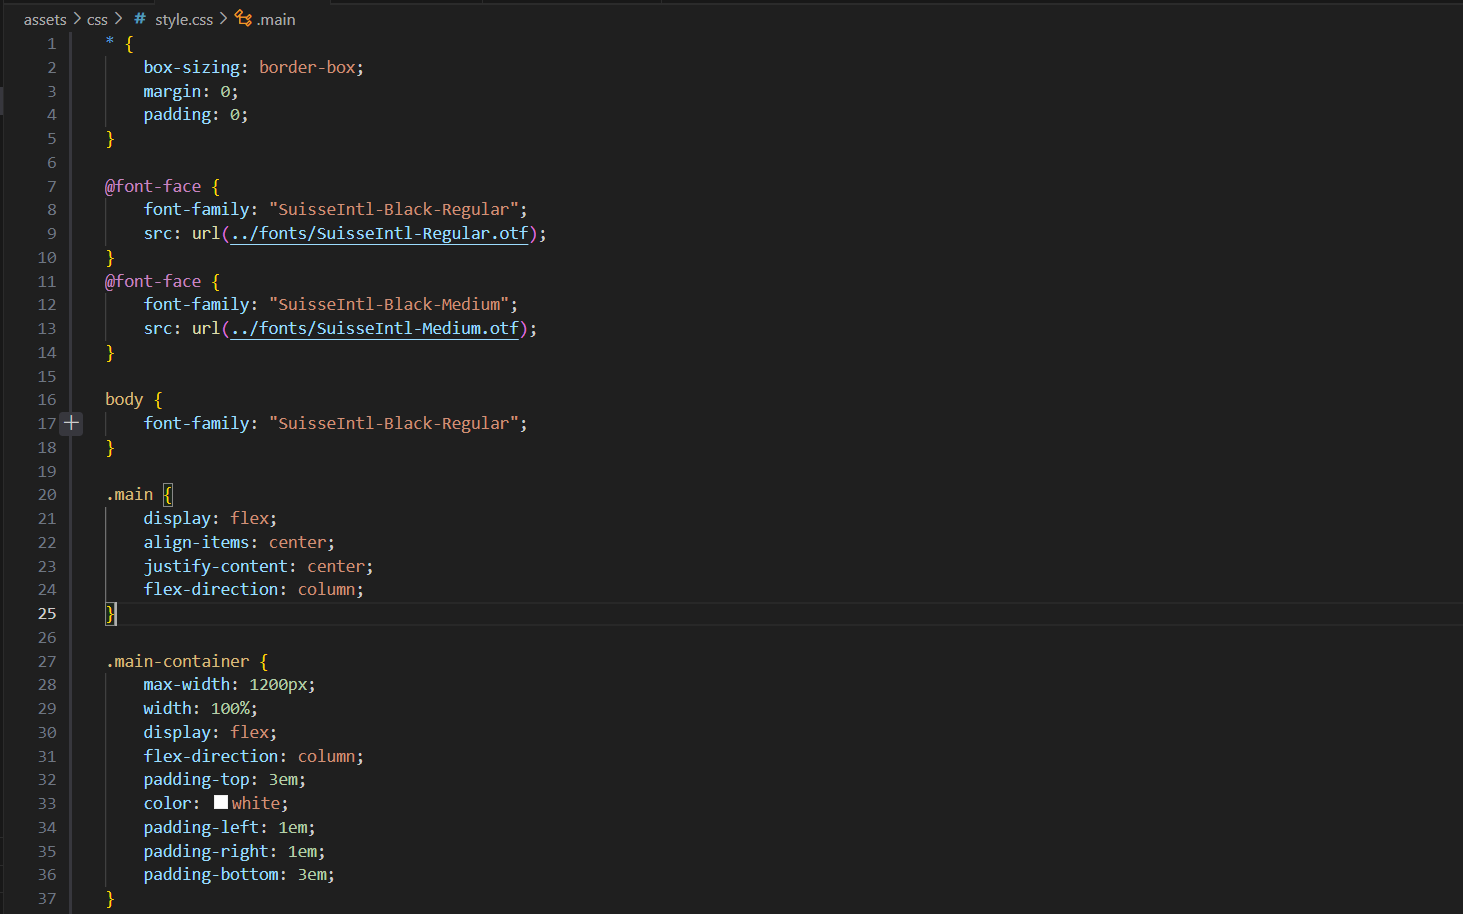 assets > css > # style.css > .main
1 * {
2 box-sizing: border-box;
3 margin: 0;
4 padding: 0;
5 }
6
7 @font-face {
8 font-family: "SuisseIntl-Black-Regular";
9 src: url(../fonts/SuisseIntl-Regular.otf);
10 }
11 @font-face {
12 font-family: "SuisseIntl-Black-Medium";
13 src: url(../fonts/SuisseIntl-Medium.otf);
14 }
15
16 body {
17 font-family: "SuisseIntl-Black-Regular";
18 }
19
20 .main {
21 display: flex;
22 align-items: center;
23 justify-content: center;
24 flex-direction: column;
25 }
26
27 .main-container {
28 max-width: 1200px;
29 width: 100%;
30 display: flex;
31 flex-direction: column;
32 padding-top: 3em;
33 color: white;
34 padding-left: 1em;
35 padding-right: 1em;
36 padding-bottom: 3em;
37 }